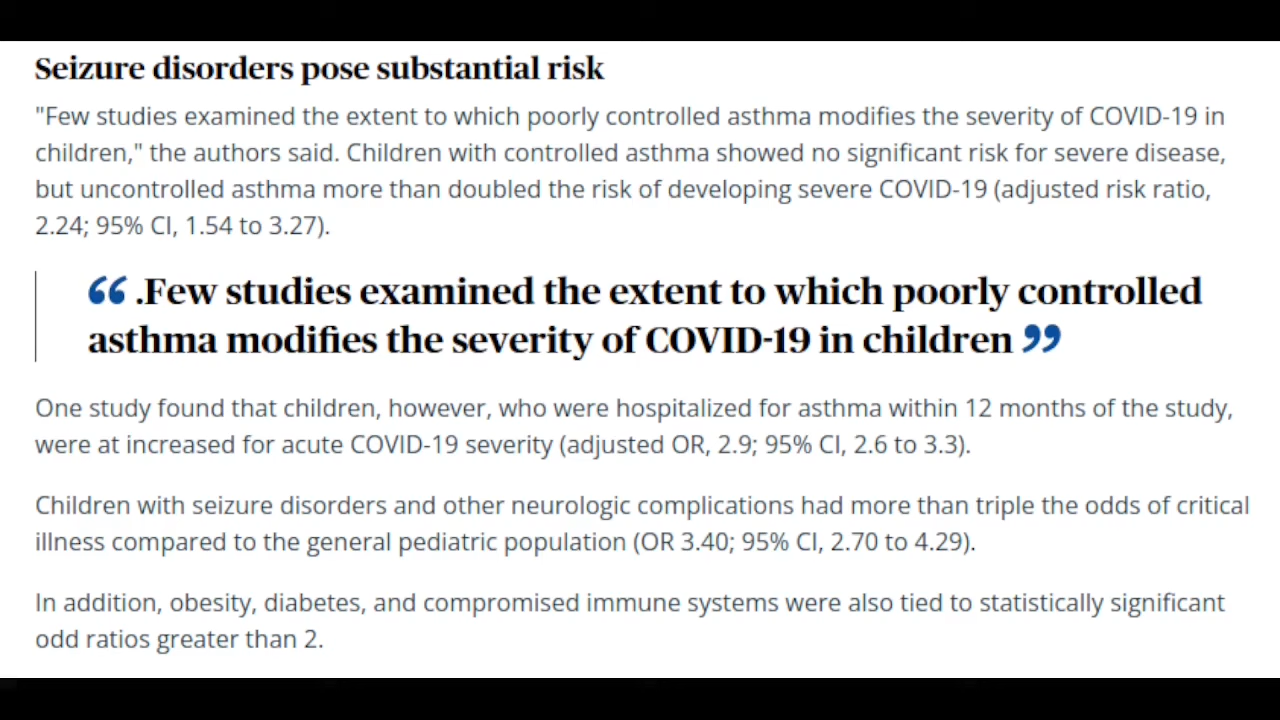 Seizure disorders pose substantial risk
"Few studies examined the extent to which poorly controlled asthma modifies the severity of COVID-19 in
children," the authors said. Children with controlled asthma showed no significant risk for severe disease,
but uncontrolled asthma more than doubled the risk of developing severe COVID-19 (adjusted risk ratio,
2.24; 95% CI, 1.54 to 3.27).
“ .Few studies examined the extent to which poorly controlled
asthma modifies the severity of COVID-19 in children ”
One study found that children, however, who were hospitalized for asthma within 12 months of the study,
were at increased for acute COVID-19 severity (adjusted OR, 2.9; 95% CI, 2.6 to 3.3).
Children with seizure disorders and other neurologic complications had more than triple the odds of critical
illness compared to the general pediatric population (OR 3.40; 95% CI, 2.70 to 4.29).
In addition, obesity, diabetes, and compromised immune systems were also tied to statistically significant
odd ratios greater than 2.